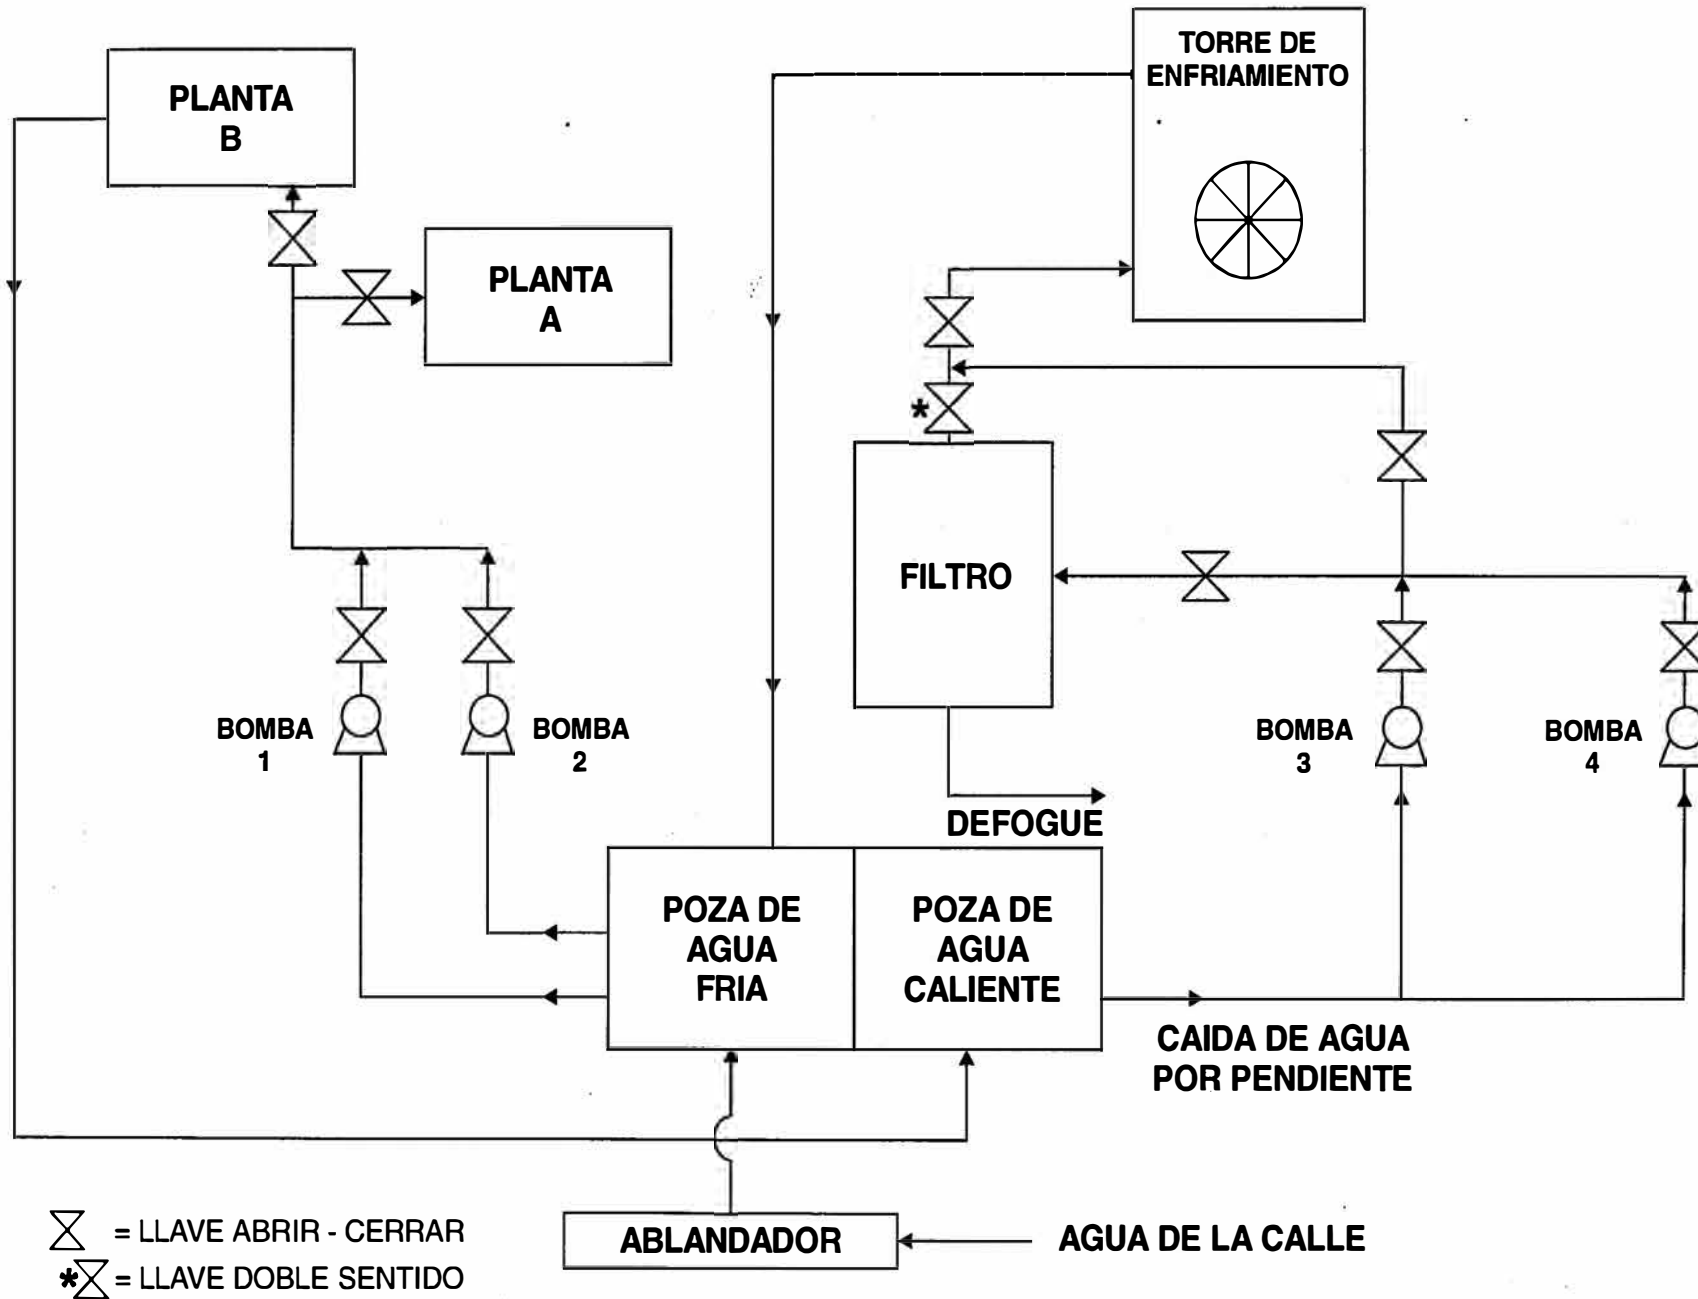 TORRE DE
ENFRIAMIENTO
PLANTA
B
PLANTA
A
FILTRO
BOMBA
1
BOMBA
2
BOMBA
3
BOMBA
4
DEFOGUE
POZA DE
AGUA
FRIA
POZA DE
AGUA
CALIENTE
CAIDA DE AGUA
POR PENDIENTE
ABLANDADOR
AGUA DE LA CALLE
= LLAVE ABRIR - CERRAR
* = LLAVE DOBLE SENTIDO
*